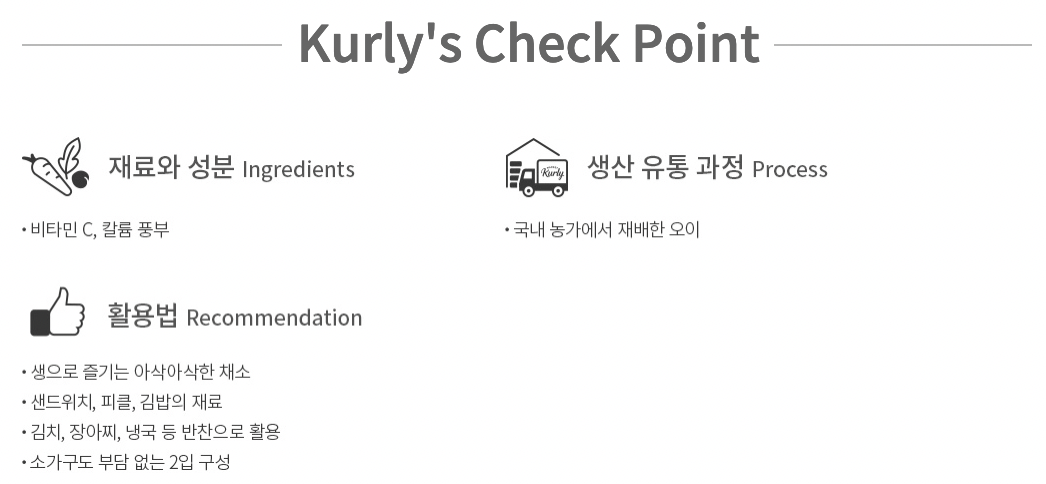 Kurly's Check Point
재료와 성분 Ingredients
• 비타민 C, 칼륨 풍부
Kurly
생산 유통 과정 Process
• 국내 농가에서 재배한 오이
활용법 Recommendation
• 생으로 즐기는 아삭아삭한 채소
• 샌드위치, 피클, 김밥의 재료
• 김치, 장아찌, 냉국 등 반찬으로 활용
• 소가구도 부담 없는 2입 구성